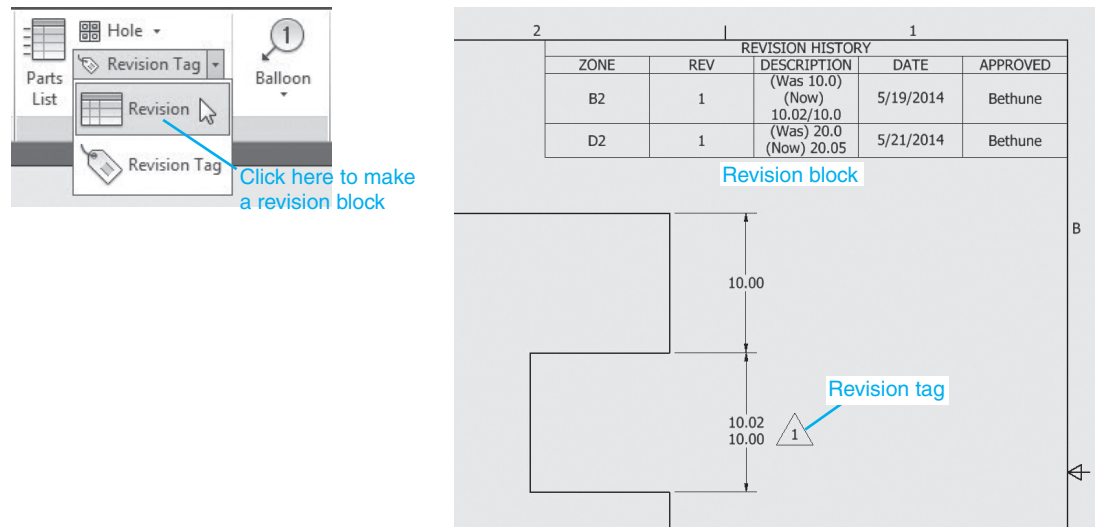 Hole
Revision Tag
Parts
List
Revision
Revision Tag
1
Balloon
Click here to make
a revision block
2
1
REVISION HISTORY
ZONE REV DESCRIPTION DATE APPROVED
B2 1 (Was 10.0) 5/19/2014 Bethune
(Now)
10.02/10.0
D2 1 (Was) 20.0 5/21/2014 Bethune
(Now) 20.05
Revision block
B
10.00
Revision tag
10.02
10.00
1